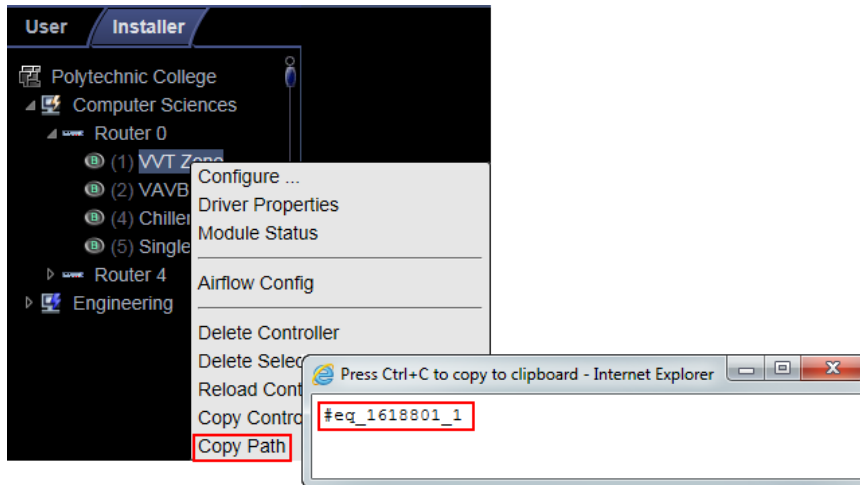 User Installer
Polytechnic College
Computer Sciences
Router 0
(1) VVT Zone
(2) VAVB
(4) Chiller
(5) Single
Router 4
Engineering
Configure ...
Driver Properties
Module Status
Airflow Config
Delete Controller
Delete Selec
Reload Cont
Copy Contro
Copy Path
Press Ctrl+C to copy to clipboard - Internet Explorer
#eq_1618801_1